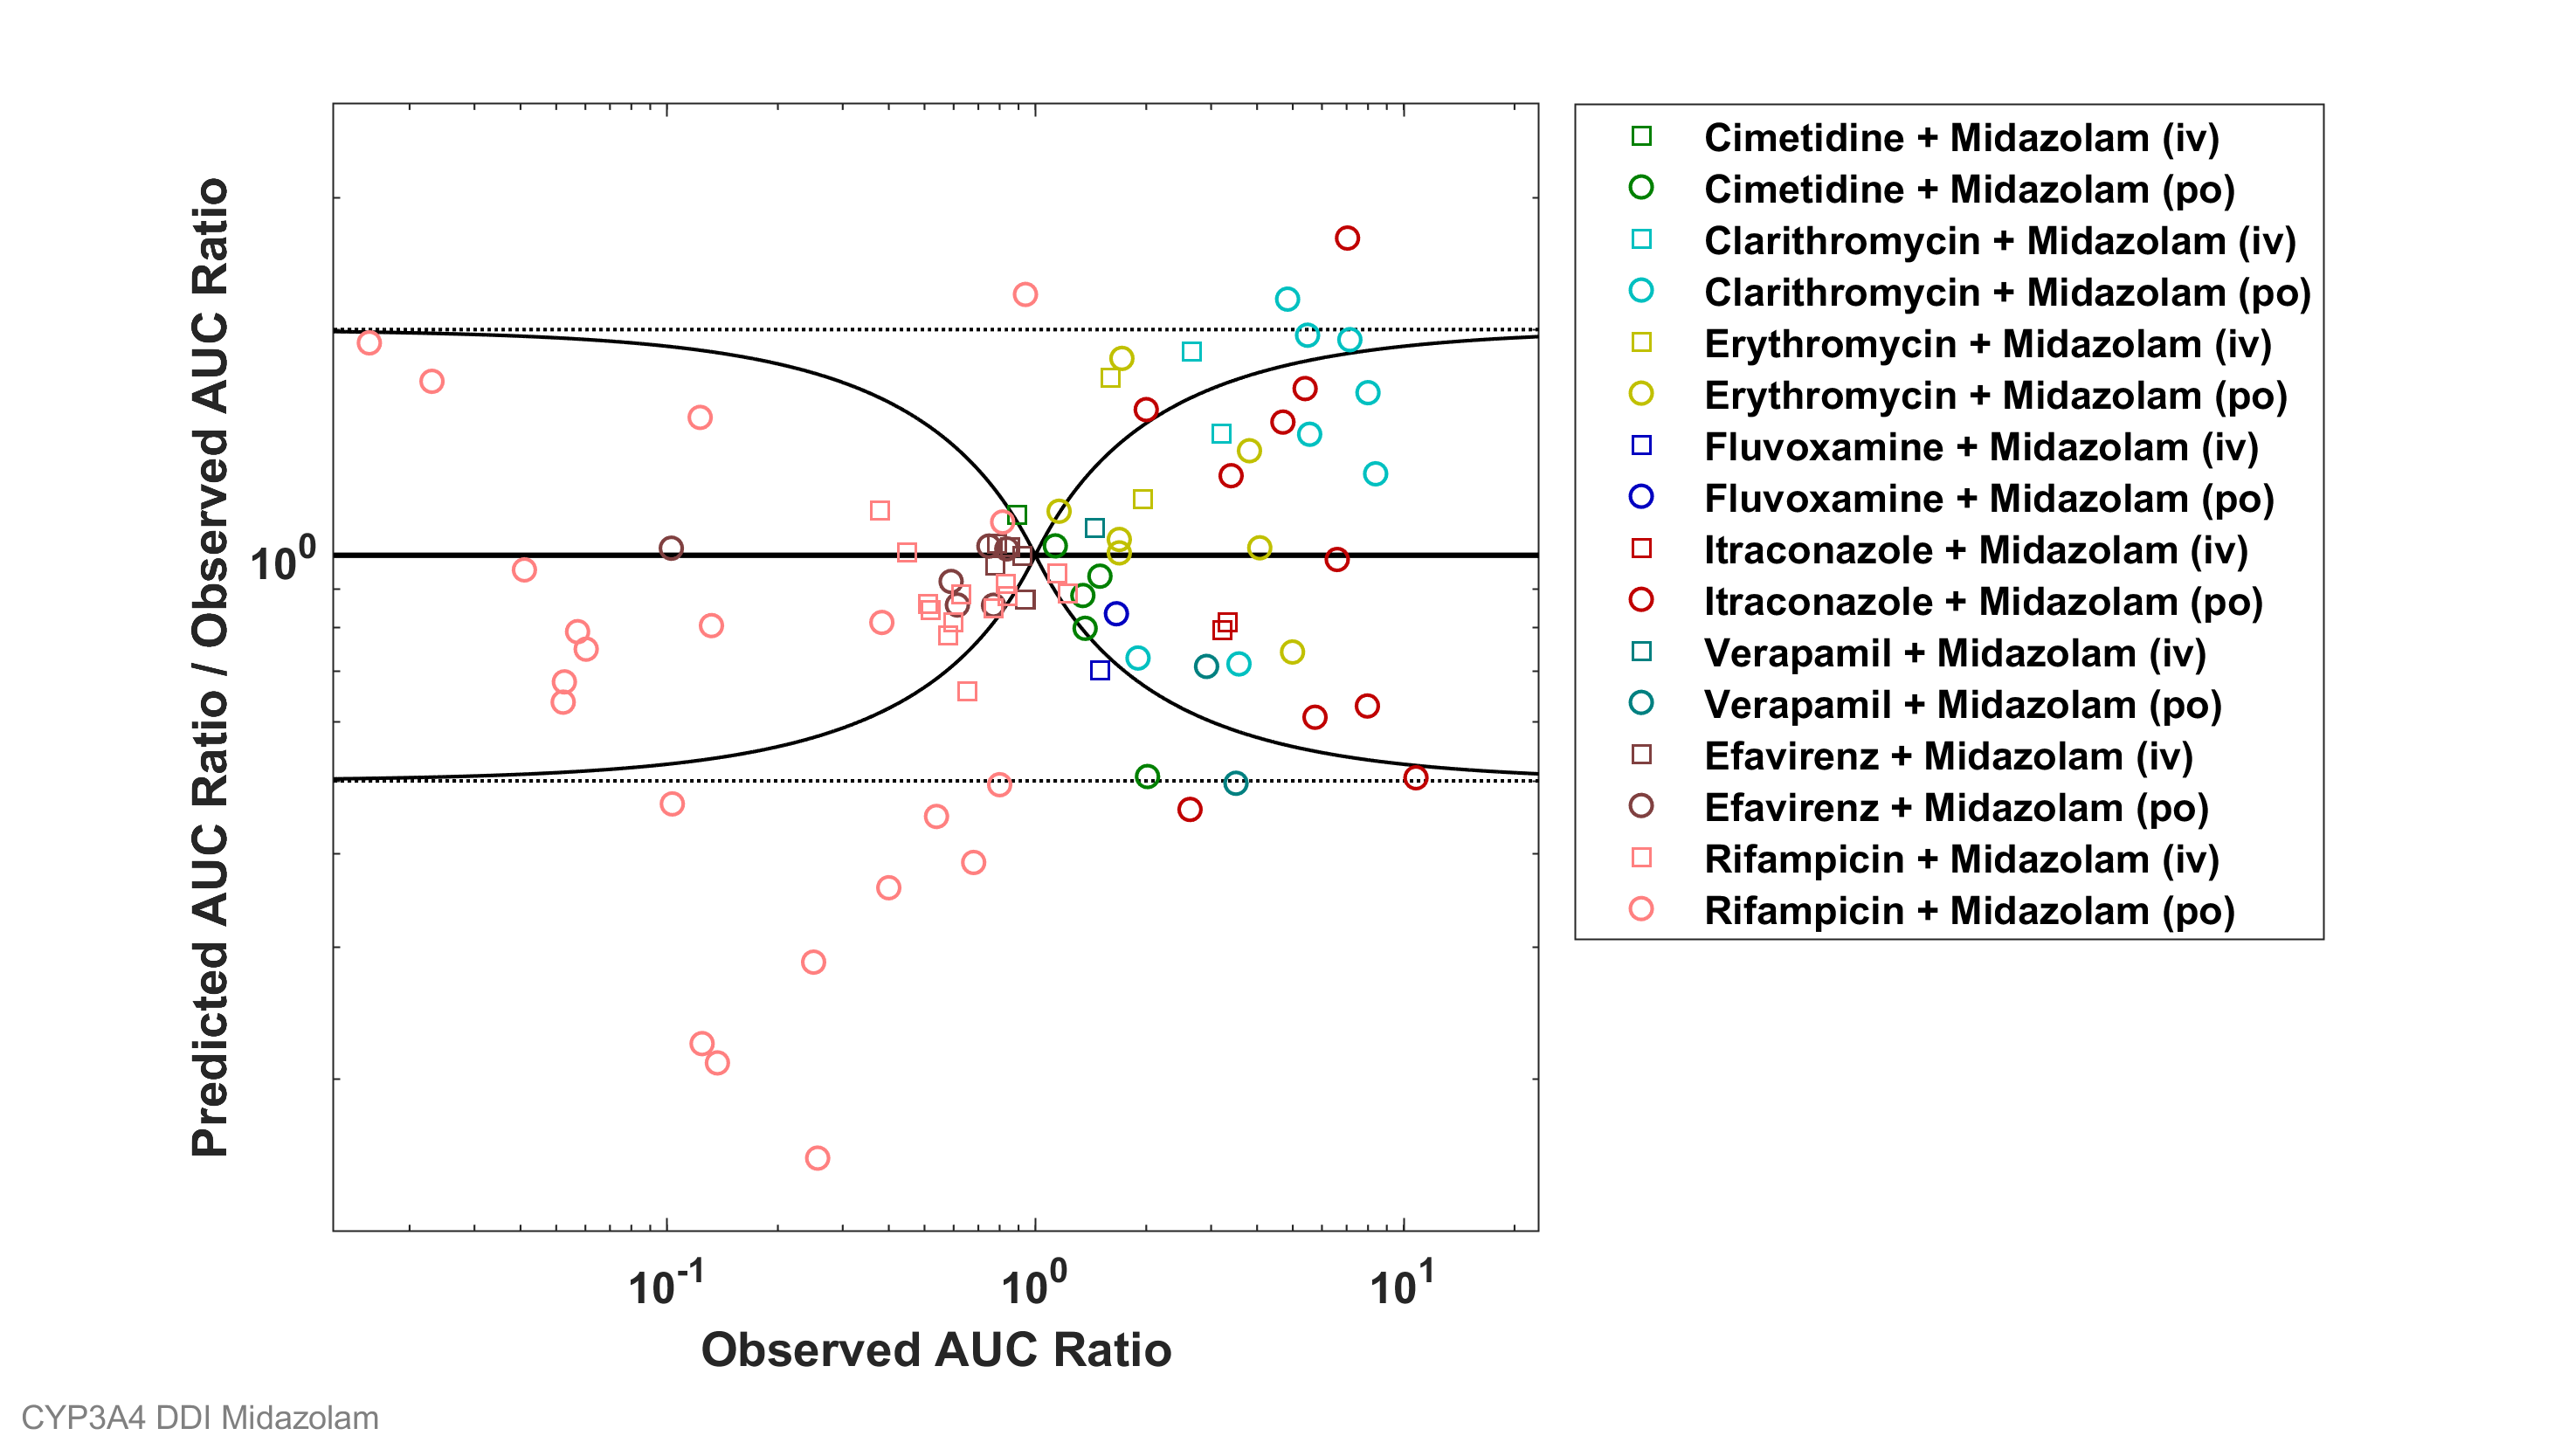 Predicted AUC Ratio / Observed AUC Ratio
10^0
10^-1
10^0
10^1
Observed AUC Ratio
Cimetidine + Midazolam (iv)
Cimetidine + Midazolam (po)
Clarithromycin + Midazolam (iv)
Clarithromycin + Midazolam (po)
Erythromycin + Midazolam (iv)
Erythromycin + Midazolam (po)
Fluvoxamine + Midazolam (iv)
Fluvoxamine + Midazolam (po)
Itraconazole + Midazolam (iv)
Itraconazole + Midazolam (po)
Verapamil + Midazolam (iv)
Verapamil + Midazolam (po)
Efavirenz + Midazolam (iv)
Efavirenz + Midazolam (po)
Rifampicin + Midazolam (iv)
Rifampicin + Midazolam (po)
CYP3A4 DDI Midazolam